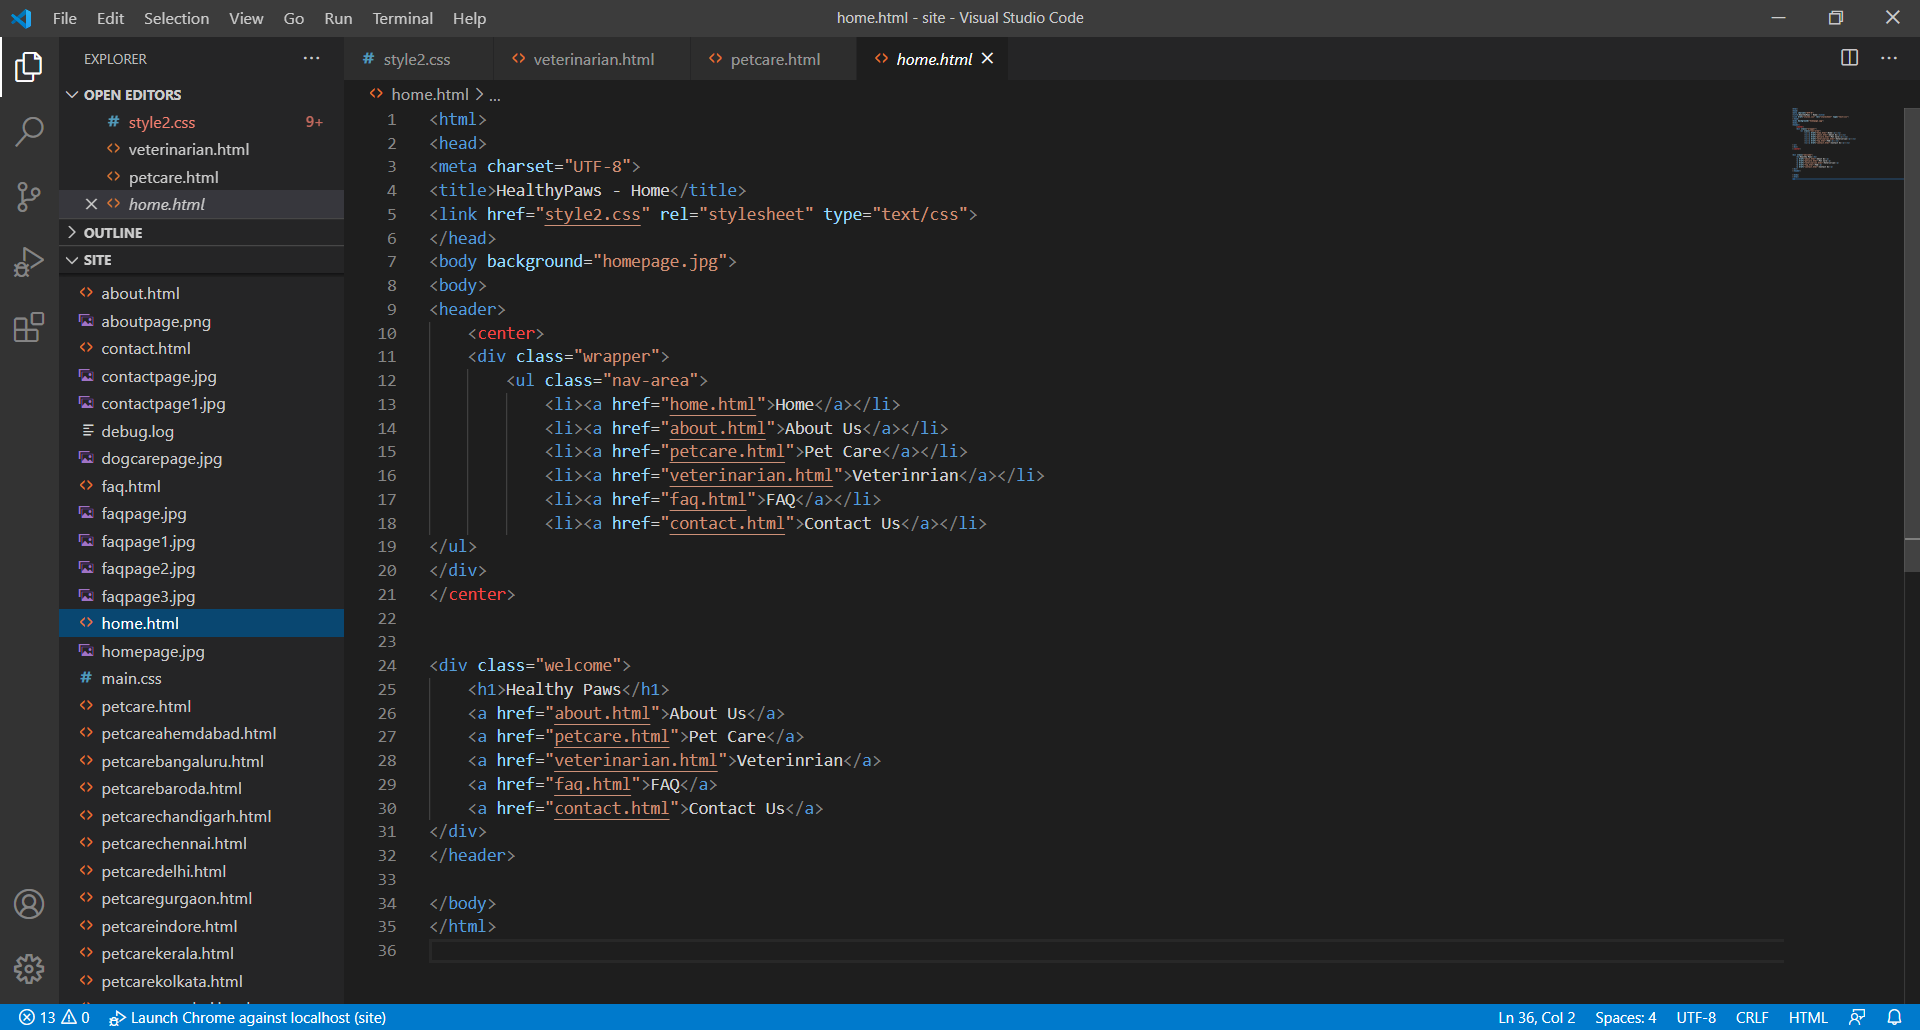 File Edit Selection View Go Run Terminal Help
home.html - site - Visual Studio Code
EXPLORER
OPEN EDITORS
style2.css 9+
veterinarian.html
petcare.html
home.html
OUTLINE
SITE
about.html
aboutpage.png
contact.html
contactpage.jpg
contactpage1.jpg
debug.log
dogcarepage.jpg
faq.html
faqpage.jpg
faqpage1.jpg
faqpage2.jpg
faqpage3.jpg
home.html
homepage.jpg
main.css
petcare.html
petcareahemdabad.html
petcarebangaluru.html
petcarebaroda.html
petcarechandigarh.html
petcarechennai.html
petcaredelhi.html
petcaregurgaon.html
petcareindore.html
petcarekerala.html
petcarekolkata.html
style2.css veterinarian.html petcare.html home.html
home.html > ...
1 <html>
2 <head>
3 <meta charset="UTF-8">
4 <title>HealthyPaws - Home</title>
5 <link href="style2.css" rel="stylesheet" type="text/css">
6 </head>
7 <body background="homepage.jpg">
8 <body>
9 <header>
10 <center>
11 <div class="wrapper">
12 <ul class="nav-area">
13 <li><a href="home.html">Home</a></li>
14 <li><a href="about.html">About Us</a></li>
15 <li><a href="petcare.html">Pet Care</a></li>
16 <li><a href="veterinarian.html">Veterinrian</a></li>
17 <li><a href="faq.html">FAQ</a></li>
18 <li><a href="contact.html">Contact Us</a></li>
19 </ul>
20 </div>
21 </center>
22
23
24 <div class="welcome">
25 <h1>Healthy Paws</h1>
26 <a href="about.html">About Us</a>
27 <a href="petcare.html">Pet Care</a>
28 <a href="veterinarian.html">Veterinrian</a>
29 <a href="faq.html">FAQ</a>
30 <a href="contact.html">Contact Us</a>
31 </div>
32 </header>
33
34 </body>
35 </html>
36
13 0 Launch Chrome against localhost (site)
Ln 36, Col 2 Spaces: 4 UTF-8 CRLF HTML